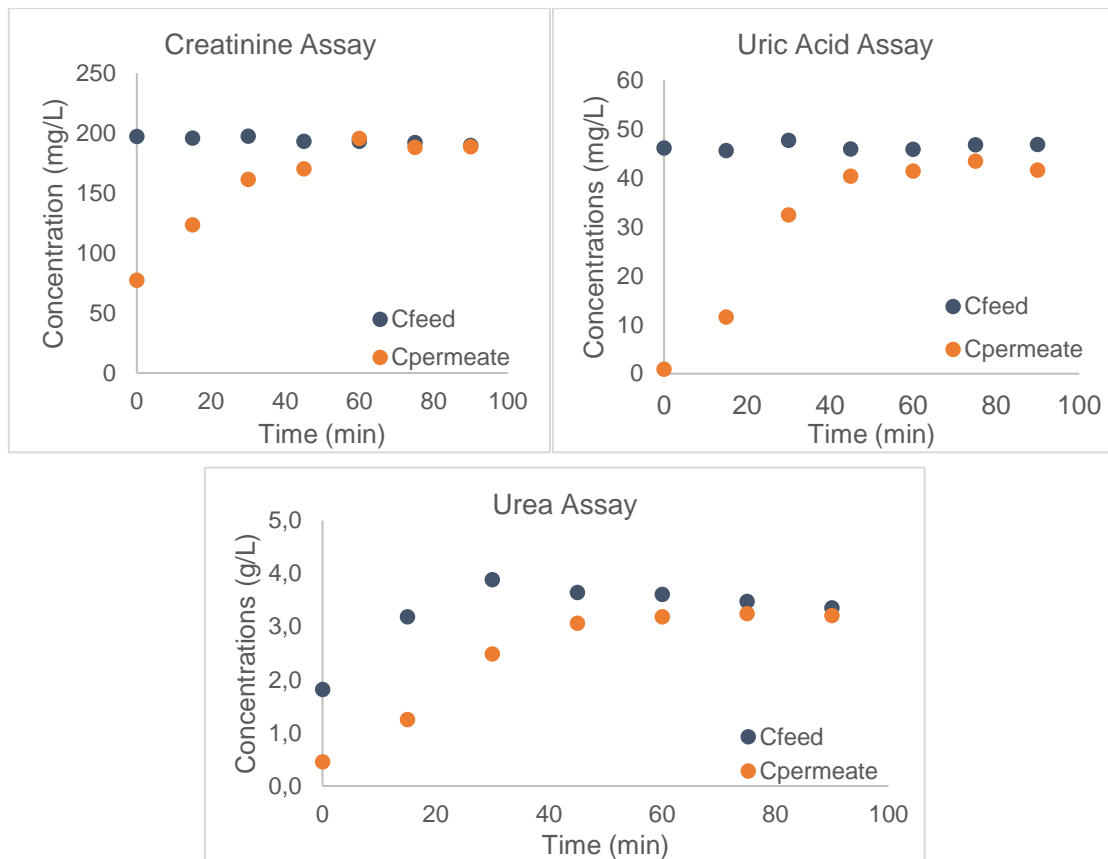 Creatinine Assay
Concentration (mg/L)
250
200
150
100
50
0
Cfeed
Cpermeate
0 20 40 60 80 100
Time (min)
Uric Acid Assay
Concentrations (mg/L)
60
50
40
30
20
10
0
Cfeed
Cpermeate
0 20 40 60 80 100
Time (min)
Urea Assay
Concentrations (g/L)
5,0
4,0
3,0
2,0
1,0
0,0
Cfeed
Cpermeate
0 20 40 60 80 100
Time (min)